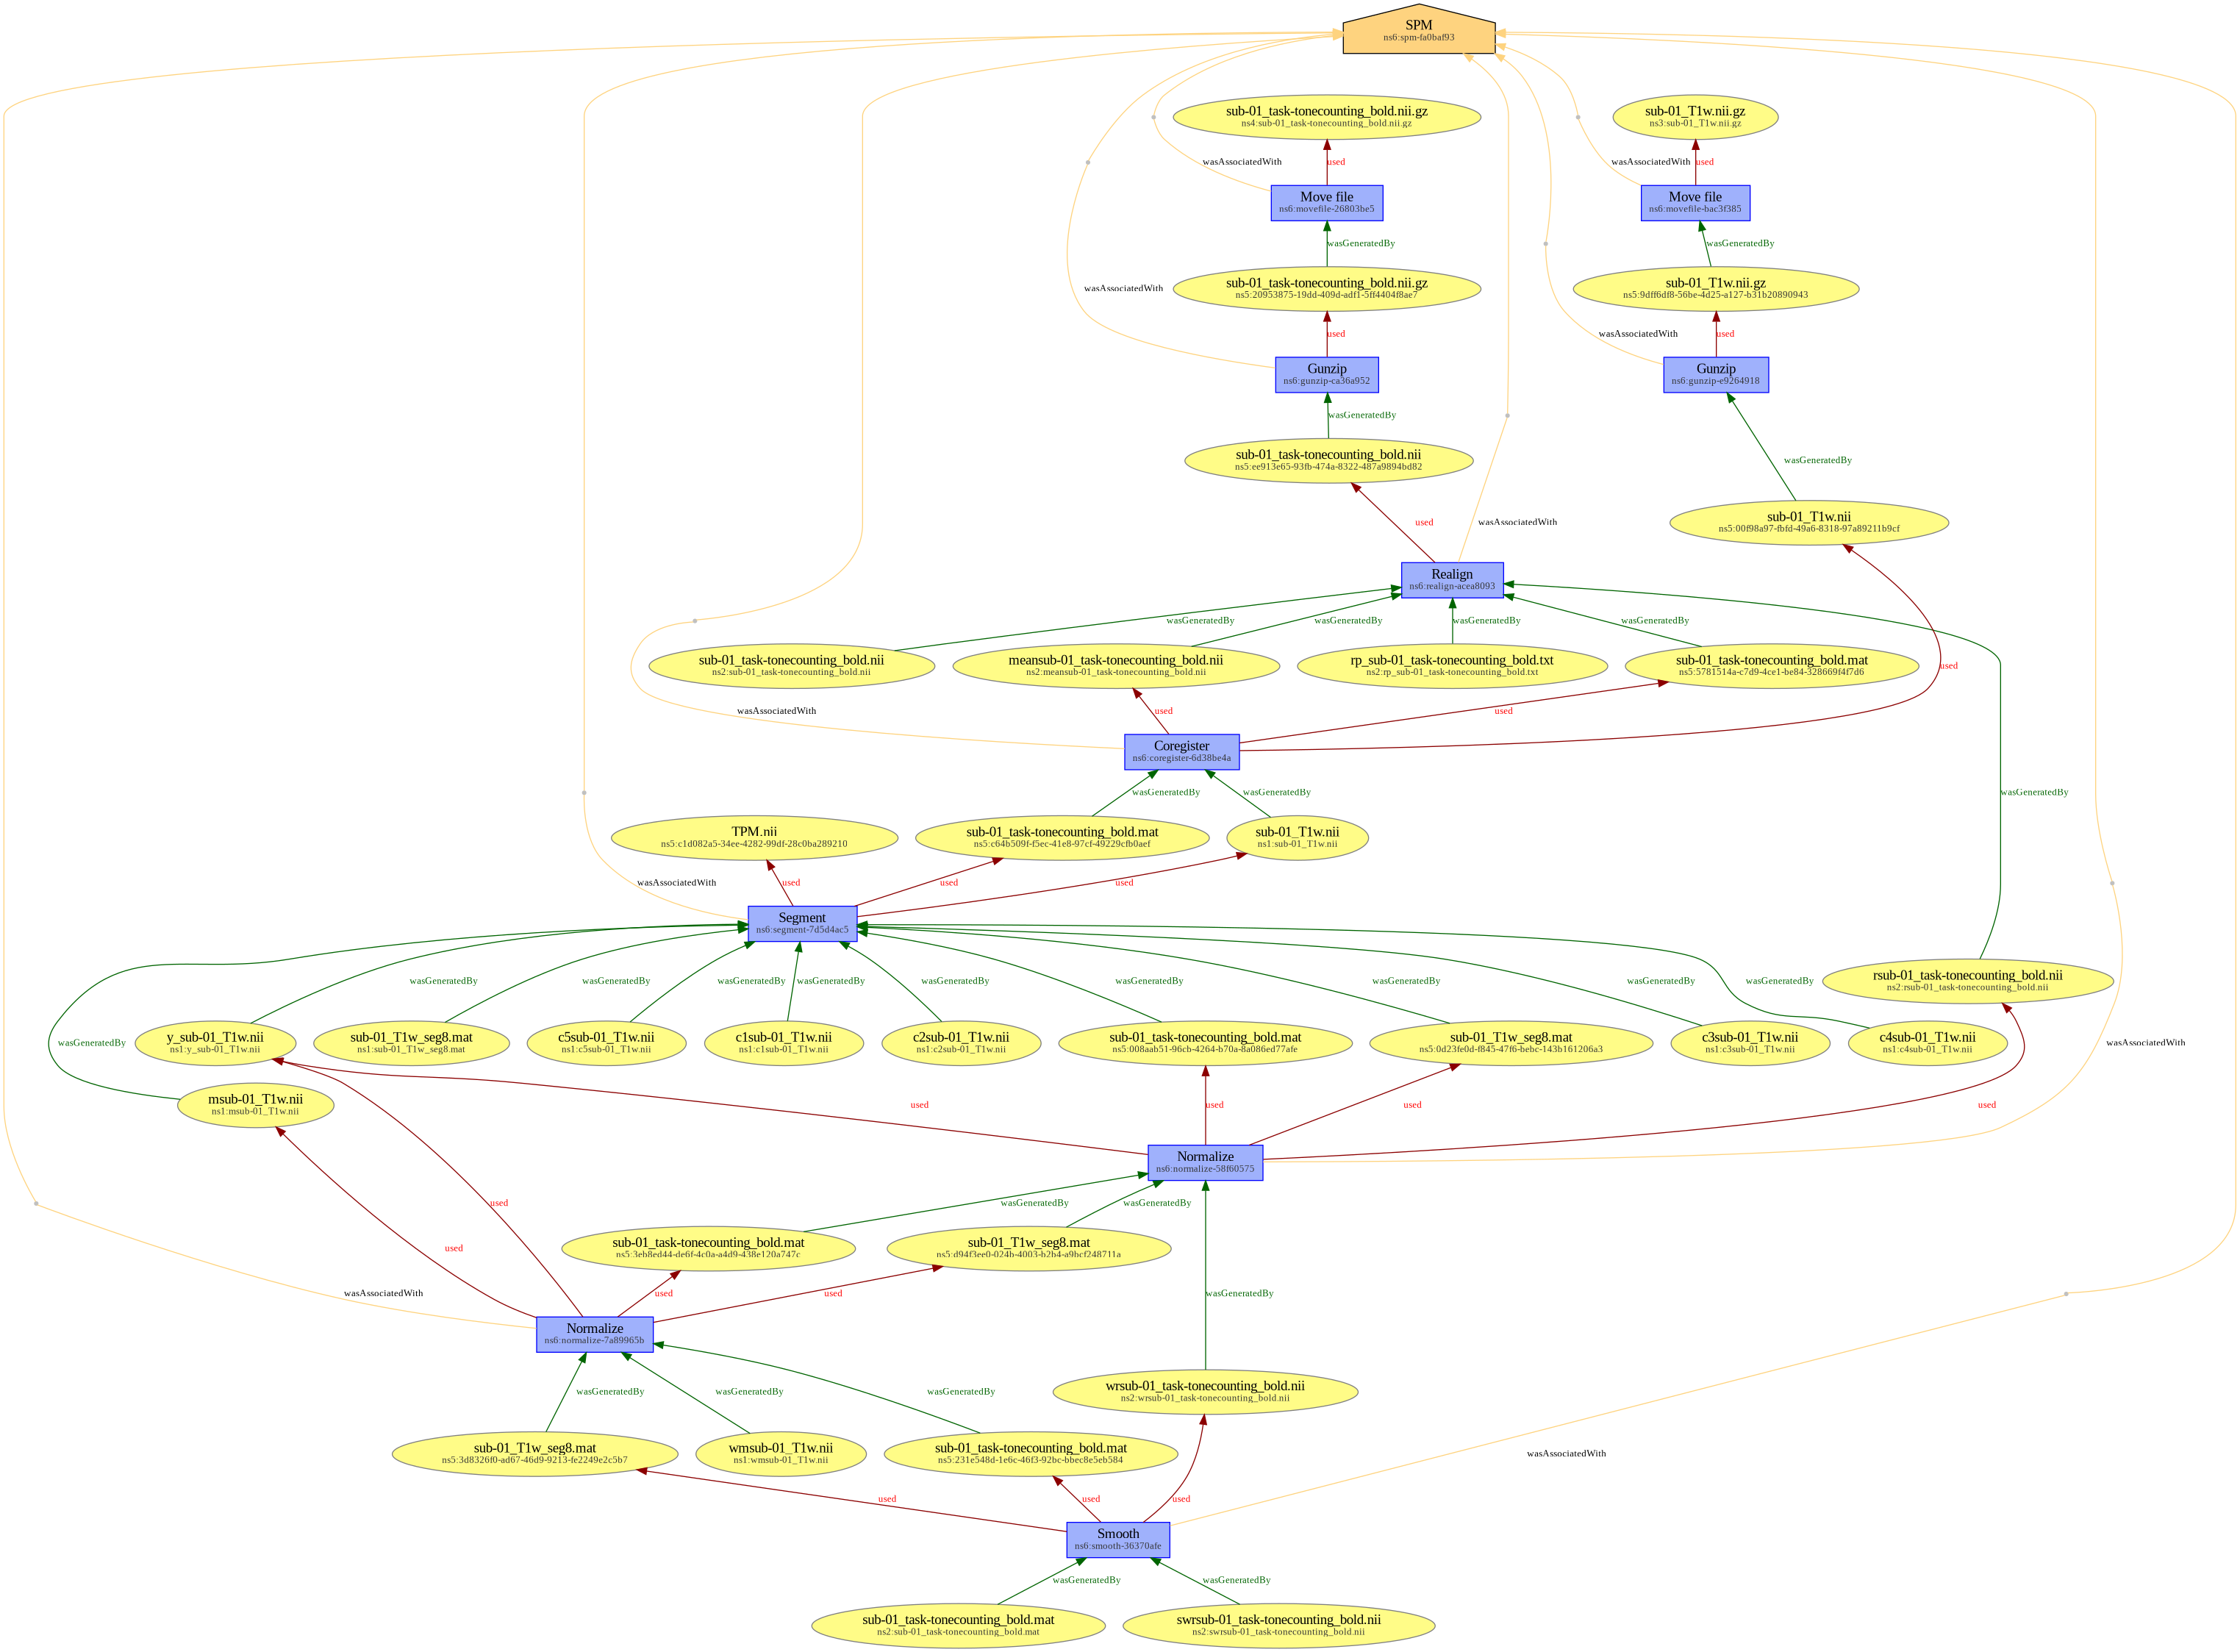 SPM
ns6:spm-fa0baf93
sub-01_task-tonecounting_bold.nii.gz
ns4:sub-01_task-tonecounting_bold.nii.gz
sub-01_T1w.nii.gz
ns3:sub-01_T1w.nii.gz
wasAssociatedWith
used
wasAssociatedWith
used
Move file
ns6:movefile-26803be5
Move file
ns6:movefile-bac3f385
wasGeneratedBy
wasGeneratedBy
sub-01_task-tonecounting_bold.nii.gz
ns5:20953875-19dd-409d-adf1-5ff4404f8ae7
sub-01_T1w.nii.gz
ns5:9dff6df8-56be-4d25-a127-b31b20890943
wasAssociatedWith
used
wasAssociatedWith
used
Gunzip
ns6:gunzip-ca36a952
Gunzip
ns6:gunzip-e9264918
wasGeneratedBy
wasGeneratedBy
sub-01_task-tonecounting_bold.nii
ns5:ee913e65-93fb-474a-8322-487a9894bd82
sub-01_T1w.nii
ns5:00f98a97-fbfd-49a6-8318-97a89211b9cf
used
wasAssociatedWith
Realign
ns6:realign-acea8093
wasGeneratedBy
wasGeneratedBy
wasGeneratedBy
wasGeneratedBy
sub-01_task-tonecounting_bold.nii
ns2:sub-01_task-tonecounting_bold.nii
meansub-01_task-tonecounting_bold.nii
ns2:meansub-01_task-tonecounting_bold.nii
rp_sub-01_task-tonecounting_bold.txt
ns2:rp_sub-01_task-tonecounting_bold.txt
sub-01_task-tonecounting_bold.mat
ns5:5781514a-c7d9-4ce1-be84-328669f4f7d6
used
wasAssociatedWith
used
used
Coregister
ns6:coregister-6d38be4a
wasGeneratedBy
wasGeneratedBy
wasGeneratedBy
TPM.nii
ns5:c1d082a5-34ee-4282-99df-28c0ba289210
sub-01_task-tonecounting_bold.mat
ns5:c64b509f-f5ec-41e8-97cf-49229cfb0aef
sub-01_T1w.nii
ns1:sub-01_T1w.nii
wasAssociatedWith
used
used
used
Segment
ns6:segment-7d5d4ac5
wasGeneratedBy
wasGeneratedBy
wasGeneratedBy
wasGeneratedBy
wasGeneratedBy
wasGeneratedBy
wasGeneratedBy
wasGeneratedBy
wasGeneratedBy
rsub-01_task-tonecounting_bold.nii
ns2:rsub-01_task-tonecounting_bold.nii
wasGeneratedBy
y_sub-01_T1w.nii
ns1:y_sub-01_T1w.nii
sub-01_T1w_seg8.mat
ns1:sub-01_T1w_seg8.mat
c5sub-01_T1w.nii
ns1:c5sub-01_T1w.nii
c1sub-01_T1w.nii
ns1:c1sub-01_T1w.nii
c2sub-01_T1w.nii
ns1:c2sub-01_T1w.nii
sub-01_task-tonecounting_bold.mat
ns5:008aab51-96cb-4264-b70a-8a086ed77afe
sub-01_T1w_seg8.mat
ns5:0d23fe0d-f845-47f6-bebc-143b161206a3
c3sub-01_T1w.nii
ns1:c3sub-01_T1w.nii
c4sub-01_T1w.nii
ns1:c4sub-01_T1w.nii
wasAssociatedWith
msub-01_T1w.nii
ns1:msub-01_T1w.nii
used
used
used
used
Normalize
ns6:normalize-58f60575
used
wasGeneratedBy
wasGeneratedBy
used
sub-01_task-tonecounting_bold.mat
ns5:3eb8ed44-de6f-4c0a-a4d9-438e120a747c
sub-01_T1w_seg8.mat
ns5:d94f3ee0-024b-4003-b2b4-a9bcf248711a
wasAssociatedWith
used
used
wasGeneratedBy
Normalize
ns6:normalize-7a89965b
wasGeneratedBy
wasGeneratedBy
wasGeneratedBy
wrsub-01_task-tonecounting_bold.nii
ns2:wrsub-01_task-tonecounting_bold.nii
sub-01_T1w_seg8.mat
ns5:3d8326f0-ad67-46d9-9213-fe2249e2c5b7
wmsub-01_T1w.nii
ns1:wmsub-01_T1w.nii
sub-01_task-tonecounting_bold.mat
ns5:231e548d-1e6c-46f3-92bc-bbec8e5eb584
wasAssociatedWith
used
used
used
Smooth
ns6:smooth-36370afe
wasGeneratedBy
wasGeneratedBy
sub-01_task-tonecounting_bold.mat
ns2:sub-01_task-tonecounting_bold.mat
swrsub-01_task-tonecounting_bold.nii
ns2:swrsub-01_task-tonecounting_bold.nii